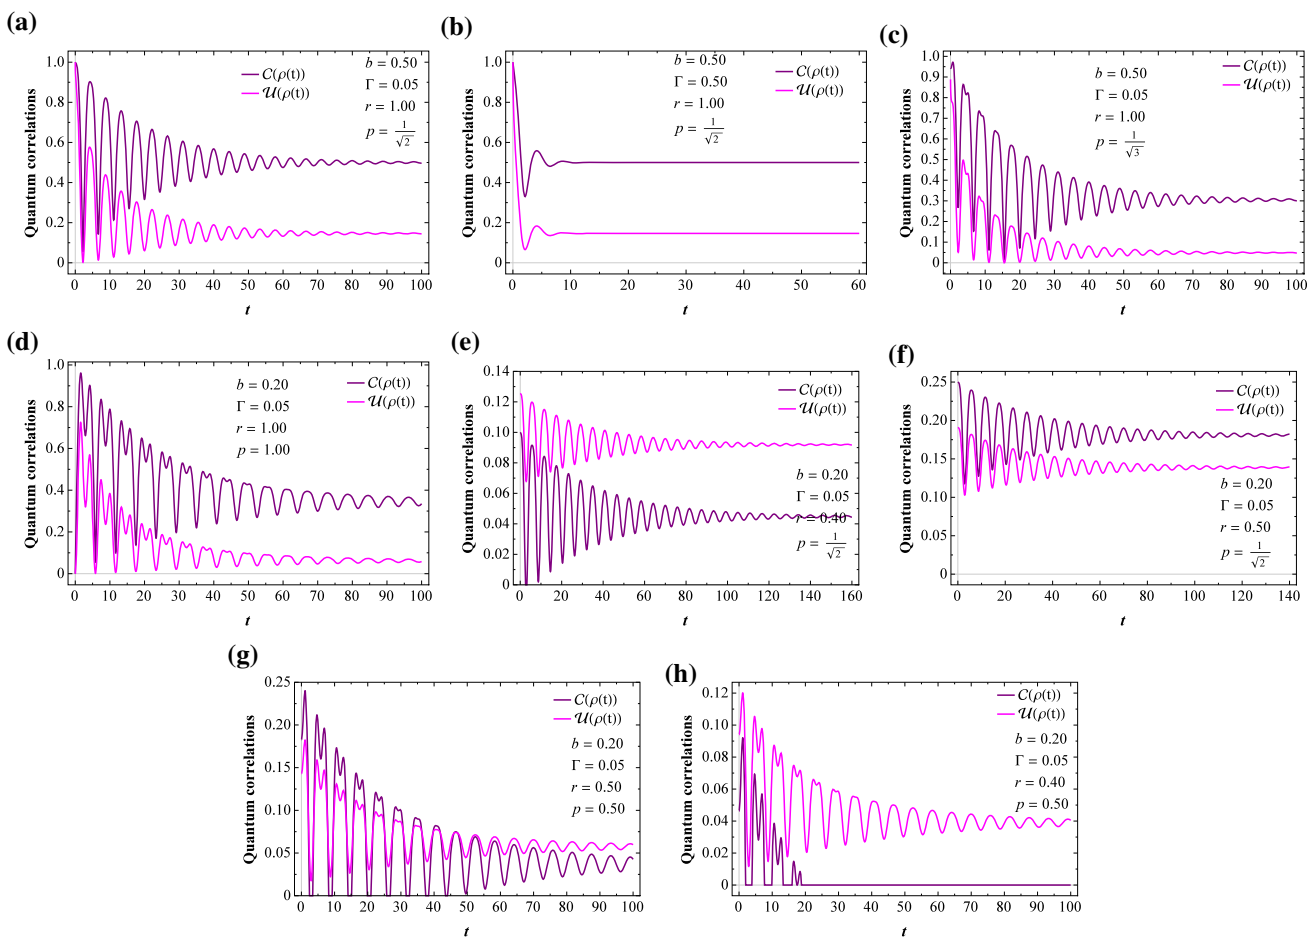 (a)
Quantum correlations
1.0
0.8
0.6
0.4
0.2
0
0 10 20 30 40 50 60 70 80 90 100
t
C(ρ(t))
U(ρ(t))
b = 0.50
Γ = 0.05
r = 1.00
p = 1/√2
(b)
Quantum correlations
1.0
0.8
0.6
0.4
0.2
0
0 10 20 30 40 50 60
t
b = 0.50
Γ = 0.50
r = 1.00
p = 1/√2
C(ρ(t))
U(ρ(t))
(c)
Quantum correlations
1.0
0.9
0.8
0.7
0.6
0.5
0.4
0.3
0.2
0.1
0
0 10 20 30 40 50 60 70 80 90 100
t
b = 0.50
Γ = 0.05
r = 1.00
p = 1/√3
C(ρ(t))
U(ρ(t))
(d)
Quantum correlations
1.0
0.8
0.6
0.4
0.2
0
0 10 20 30 40 50 60 70 80 90 100
t
b = 0.20
Γ = 0.05
r = 1.00
p = 1.00
C(ρ(t))
U(ρ(t))
(e)
Quantum correlations
0.14
0.12
0.10
0.08
0.06
0.04
0.02
0
0 20 40 60 80 100 120 140 160
t
C(ρ(t))
U(ρ(t))
b = 0.20
Γ = 0.05
r = 0.40
p = 1/√2
(f)
Quantum correlations
0.25
0.20
0.15
0.10
0.05
0
0 20 40 60 80 100 120 140
t
C(ρ(t))
U(ρ(t))
b = 0.20
Γ = 0.05
r = 0.50
p = 1/√2
(g)
Quantum correlations
0.25
0.20
0.15
0.10
0.05
0
0 10 20 30 40 50 60 70 80 90 100
t
C(ρ(t))
U(ρ(t))
b = 0.20
Γ = 0.05
r = 0.50
p = 0.50
(h)
Quantum correlations
0.12
0.10
0.08
0.06
0.04
0.02
0
0 10 20 30 40 50 60 70 80 90 100
t
C(ρ(t))
U(ρ(t))
b = 0.20
Γ = 0.05
r = 0.40
p = 0.50